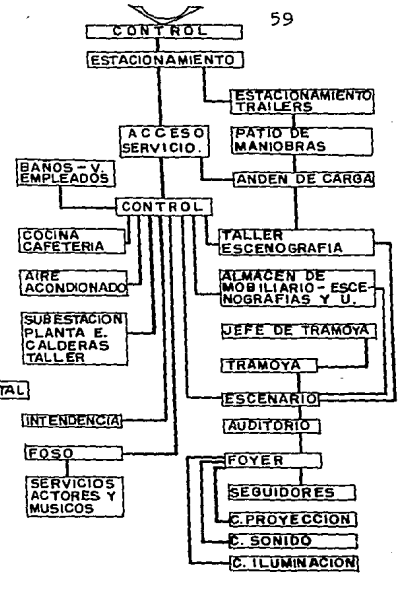 59
CONTROL
ESTACIONAMIENTO
ESTACIONAMIENTO
TRAILERS
ACCESO
SERVICIO.
PATIO DE
MANIOBRAS
BAÑOS - V.
EMPLEADOS
ANDEN DE CARGA
CONTROL
COCINA
CAFETERIA
TALLER
ESCENOGRAFIA
AIRE
ACONDIONADO
ALMACEN DE
MOBILIARIO - ESCE
NOGRAFIAS Y U.
SUBESTACION
PLANTA E.
CALDERAS
TALLER
JEFE DE TRAMOYA
TRAMOYA
TAL
ESCENARIO
INTENDENCIA
AUDITORIO
FOSO
FOYER
SERVICIOS
ACTORES Y
MUSICOS
SEGUIDORES
C. PROYECCION
C. SONIDO
C. ILUMINACION